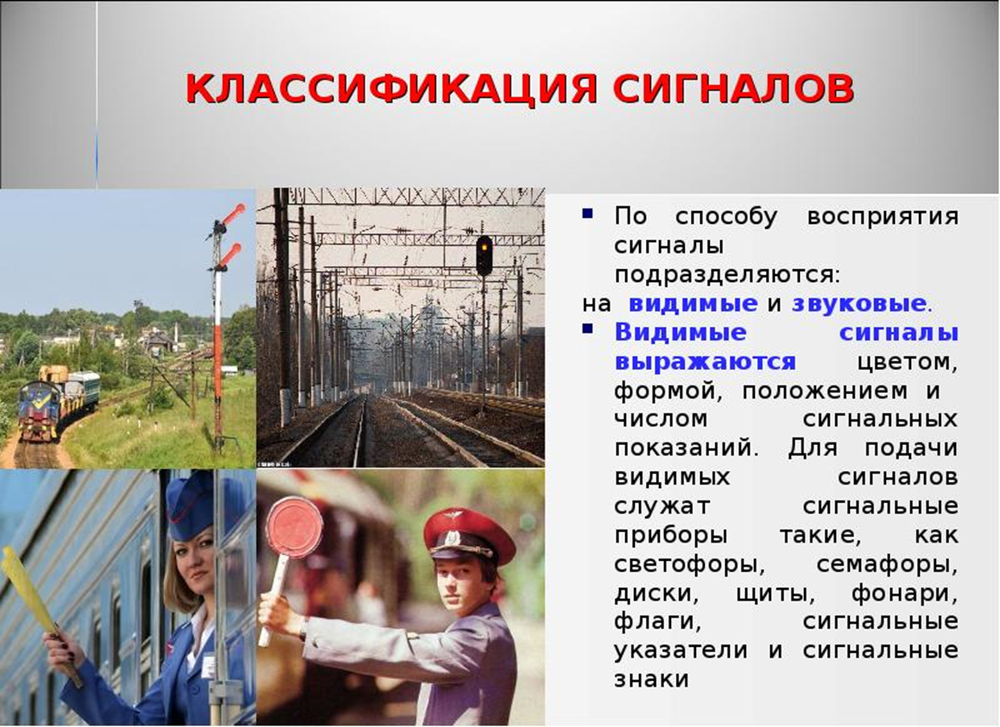 КЛАССИФИКАЦИЯ СИГНАЛОВ
По способу восприятия
сигналы
подразделяются:
на видимые и звуковые.
Видимые сигналы
выражаются цветом,
формой, положением и
числом сигнальных
показаний. Для подачи
видимых сигналов
служат сигнальные
приборы такие, как
светофоры, семафоры,
диски, щиты, фонари,
флаги, сигнальные
указатели и сигнальные
знаки